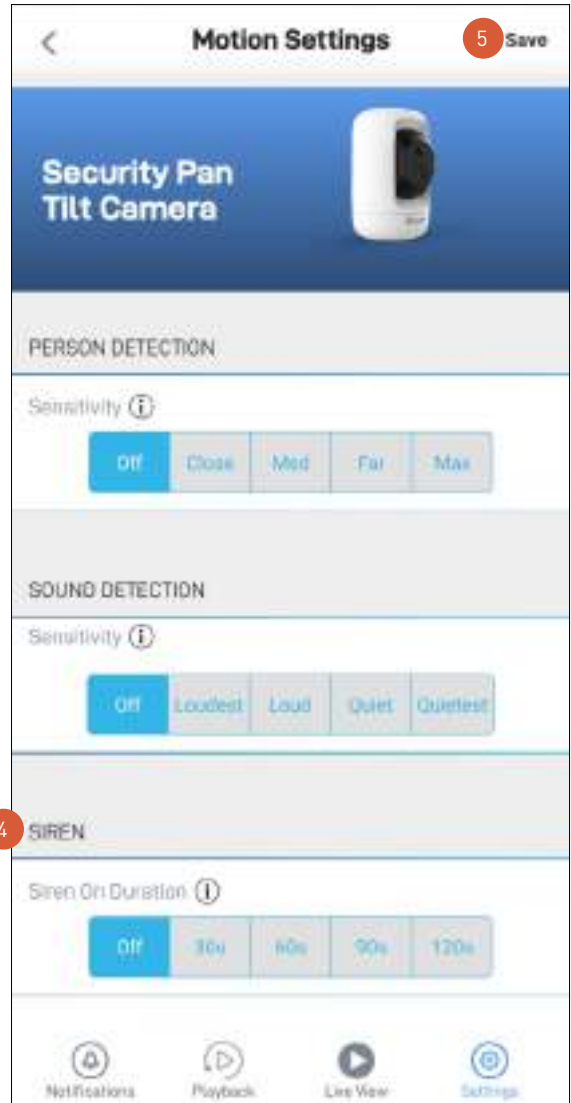 Motion Settings 5 Save
Security Pan
Tilt Camera
PERSON DETECTION
Sensitivity i
Off Close Med Far Max
SOUND DETECTION
Sensitivity i
Off Loudest Loud Quiet Quietest
4 SIREN
Siren On Duration i
Off 30s 60s 90s 120s
Notifications Playback Live View Settings